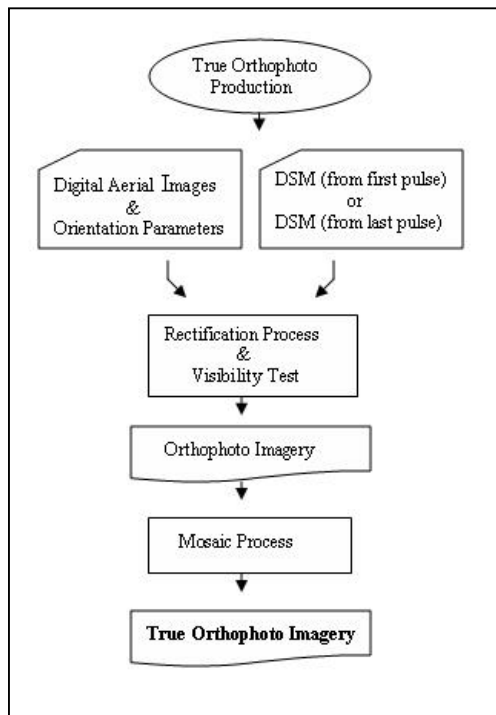 True Orthophoto
Production
Digital Aerial Images
&
Orientation Parameters
DSM (from first pulse)
or
DSM (from last pulse)
Rectification Process
&
Visibility Test
Orthophoto Imagery
Mosaic Process
True Orthophoto Imagery